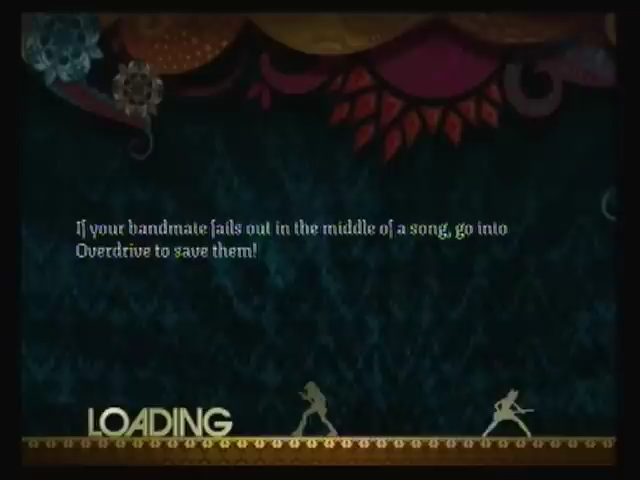 If your bandmate fails out in the middle of a song, go into
Overdrive to save them!
LOADING